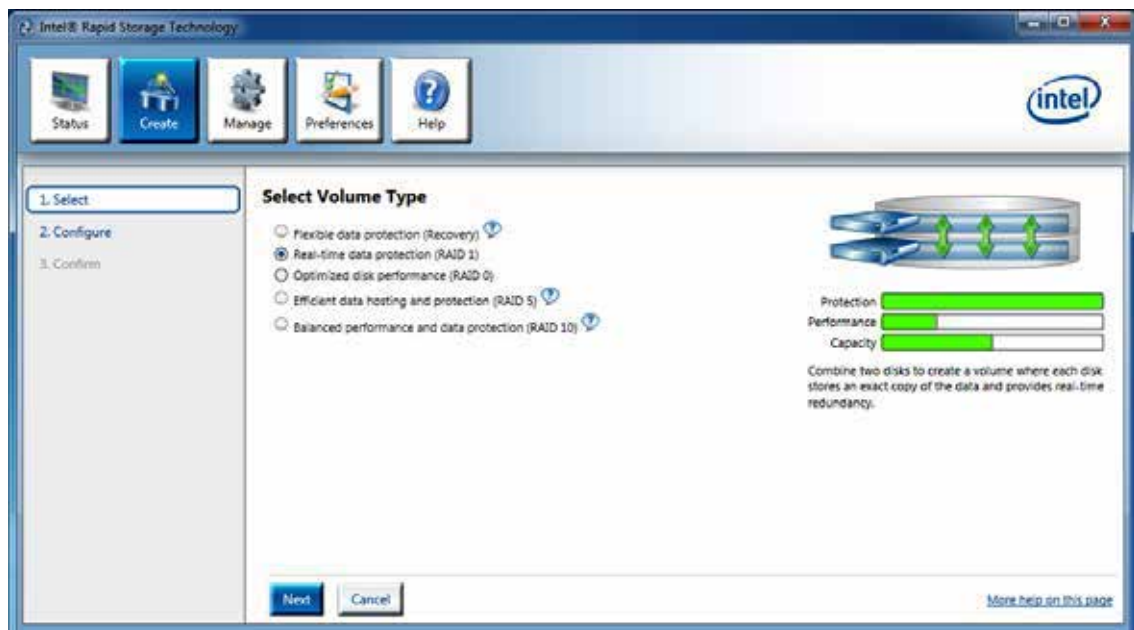 Intel® Rapid Storage Technology
Status
Create
Manage
Preferences
Help
intel
1. Select
2. Configure
3. Confirm
Select Volume Type
Flexible data protection (Recovery) ?
Real-time data protection (RAID 1)
Optimized disk performance (RAID 0)
Efficient data hosting and protection (RAID 5) ?
Balanced performance and data protection (RAID 10) ?
Protection
Performance
Capacity
Combine two disks to create a volume where each disk
stores an exact copy of the data and provides real-time
redundancy.
Next
Cancel
More help on this page